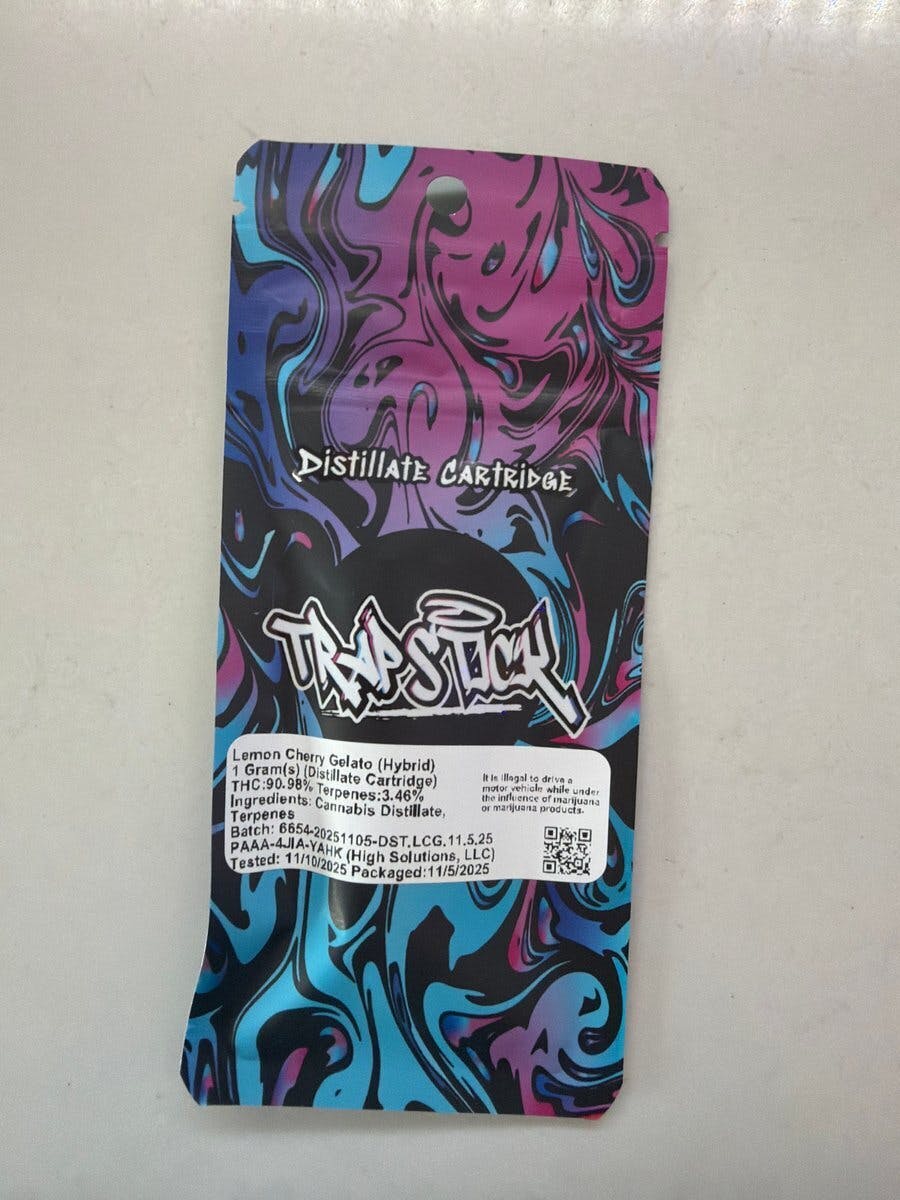 Distillate Cartridge
TRAP STICK
Lemon Cherry Gelato (Hybrid)
1 Gram(s) (Distillate Cartridge)
THC:90.98% Terpenes:3.46%
Ingredients: Cannabis Distillate,
Terpenes
Batch: 6654-20251105-DST.LCG.11.5.25
PAAA-4JIA-YAHK (High Solutions, LLC)
Tested: 11/10/2025 Packaged:11/5/2025
It is illegal to drive a
motor vehicle while under
the influence of marijuana
or marijuana products.